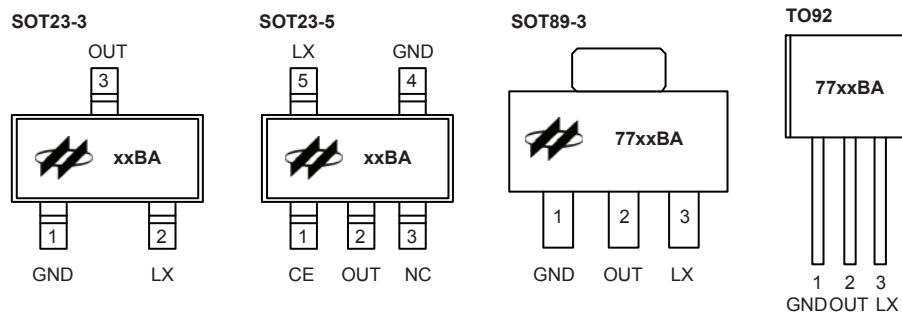 SOT23-3
OUT
3
xxBA
1 2
GND LX
SOT23-5
LX GND
5 4
xxBA
1 2 3
CE OUT NC
SOT89-3
77xxBA
1 2 3
GND OUT LX
TO92
77xxBA
1 2 3
GND OUT LX